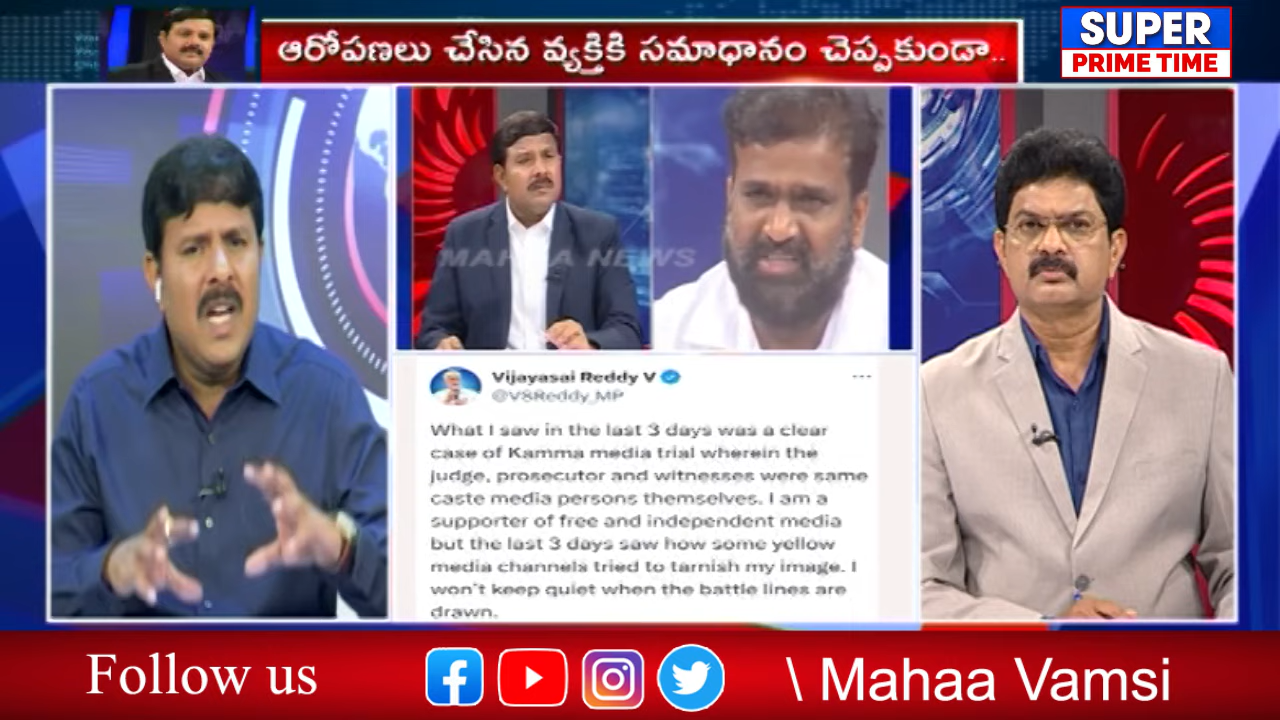 ఆరోపణలు చేసిన వ్యక్తికి సమాధానం చెప్పకుండా..
SUPER
PRIME TIME
MAHAA NEWS
Vijayasai Reddy V
@VSReddy_MP
What I saw in the last 3 days was a clear
case of Kamma media trial wherein the
judge, prosecutor and witnesses were same
caste media persons themselves. I am a
supporter of free and independent media
but the last 3 days saw how some yellow
media channels tried to tarnish my image. I
won't keep quiet when the battle lines are
drawn.
Follow us
\ Mahaa Vamsi